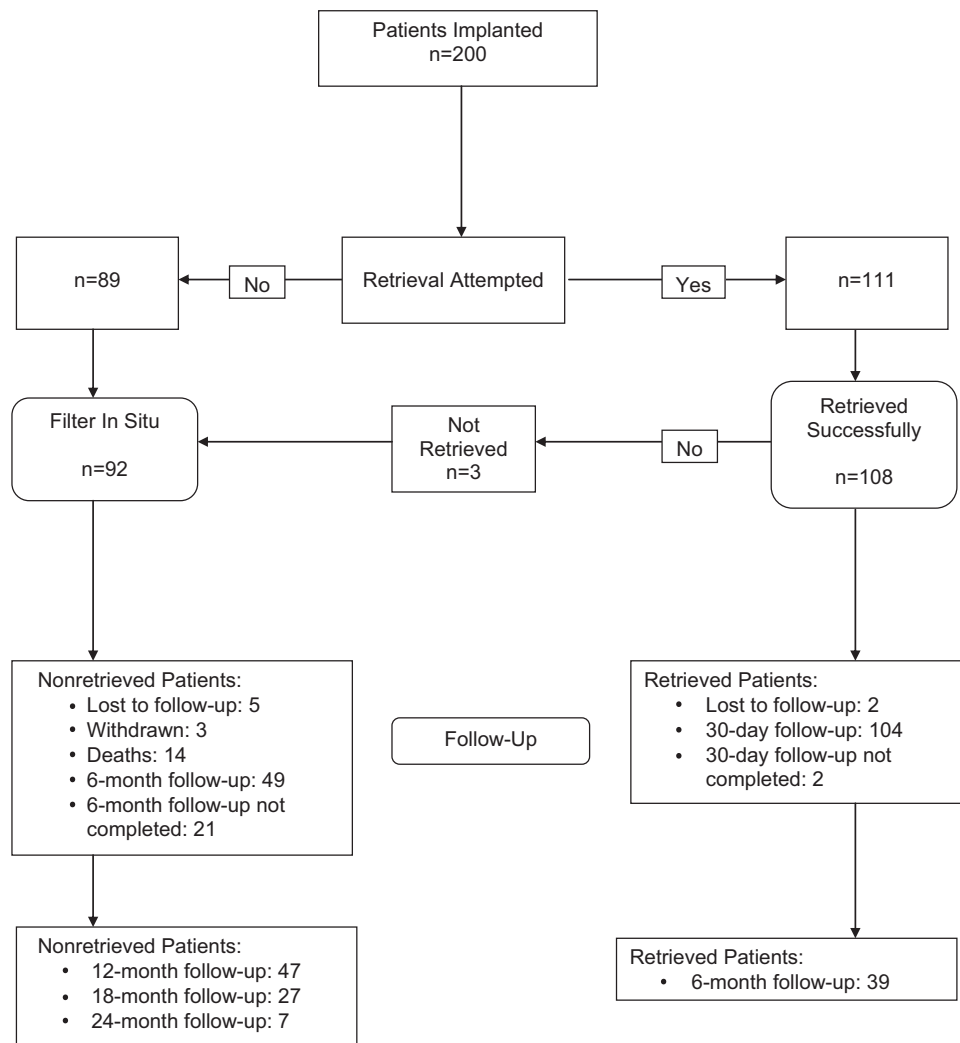 Patients Implanted
n=200
n=89
No
Retrieval Attempted
Yes
n=111
Filter In Situ
n=92
Not
Retrieved
n=3
No
Retrieved
Successfully
n=108
Nonretrieved Patients:
• Lost to follow-up: 5
• Withdrawn: 3
• Deaths: 14
• 6-month follow-up: 49
• 6-month follow-up not
completed: 21
Follow-Up
Retrieved Patients:
• Lost to follow-up: 2
• 30-day follow-up: 104
• 30-day follow-up not
completed: 2
Nonretrieved Patients:
• 12-month follow-up: 47
• 18-month follow-up: 27
• 24-month follow-up: 7
Retrieved Patients:
• 6-month follow-up: 39